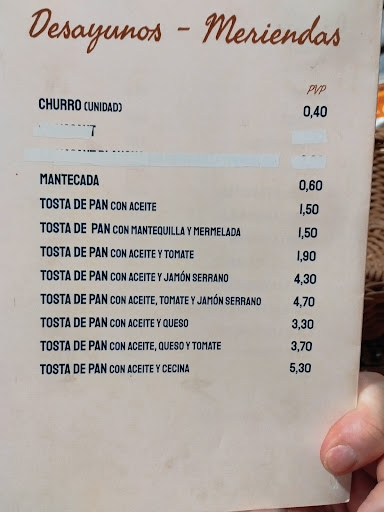 Desayunos - Meriendas
PVP
CHURRO (UNIDAD) 0,40
MANTECADA 0,60
TOSTA DE PAN CON ACEITE 1,50
TOSTA DE PAN CON MANTEQUILLA Y MERMELADA 1,50
TOSTA DE PAN CON ACEITE Y TOMATE 1,90
TOSTA DE PAN CON ACEITE Y JAMÓN SERRANO 4,30
TOSTA DE PAN CON ACEITE, TOMATE Y JAMÓN SERRANO 4,70
TOSTA DE PAN CON ACEITE Y QUESO 3,30
TOSTA DE PAN CON ACEITE, QUESO Y TOMATE 3,70
TOSTA DE PAN CON ACEITE Y CECINA 5,30